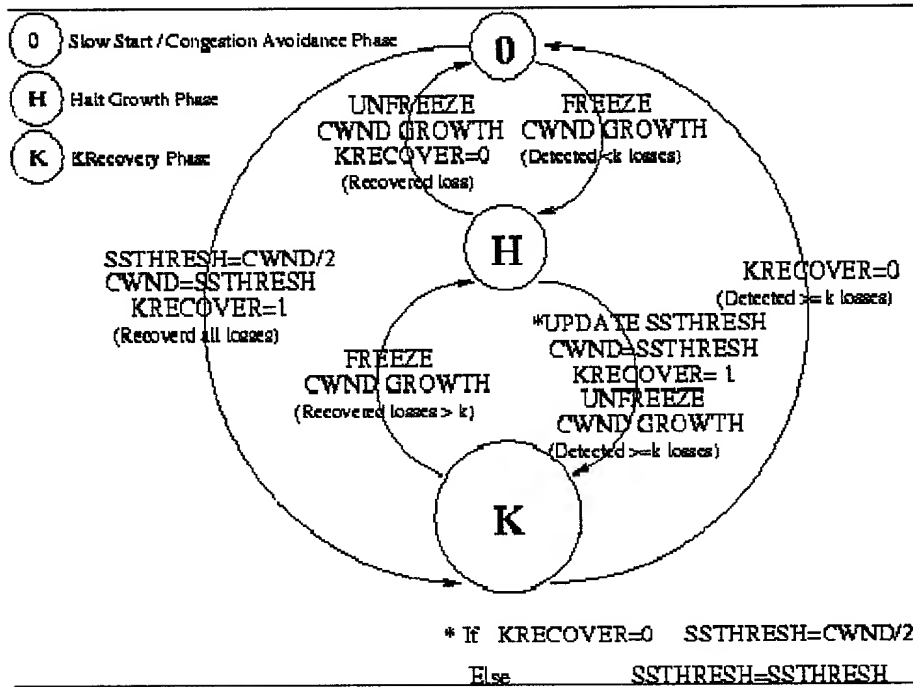 0 Slow Start / Congestion Avoidance Phase
H Halt Growth Phase
K KRecovery Phase
0
UNFREEZE
CWND GROWTH
KRECOVER=0
(Recovered loss)
FREEZE
CWND GROWTH
(Detected <k losses)
H
SSTHRESH=CWND/2
CWND=SSTHRESH
KRECOVER=1
(Recoverd all losses)
KRECOVER=0
(Detected >= k losses)
FREEZE
CWND GROWTH
(Recovered losses > k)
*UPDATE SSTHRESH
CWND=SSTHRESH
KRECOVER= 1
UNFREEZE
CWND GROWTH
(Detected >=k losses)
K
* If KRECOVER=0 SSTHRESH=CWND/2
Else SSTHRESH=SSTHRESH